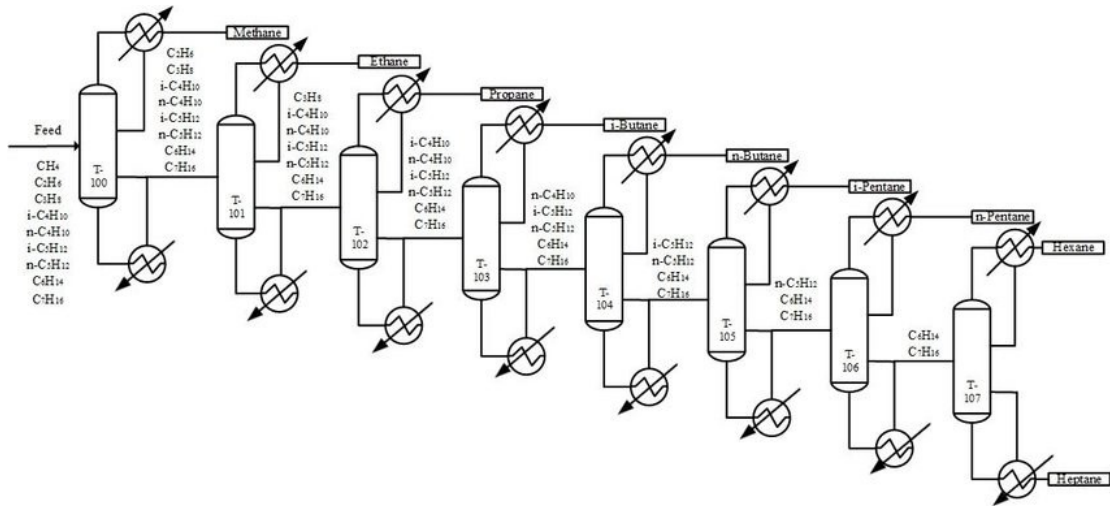 Methane
Feed
CH4
C2H6
C3H8
i-C4H10
n-C4H10
i-C5H12
n-C5H12
C6H14
C7H16
T-
100
C2H6
C3H8
i-C4H10
n-C4H10
i-C5H12
n-C5H12
C6H14
C7H16
Ethane
T-
101
C3H8
i-C4H10
n-C4H10
i-C5H12
n-C5H12
C6H14
C7H16
Propane
T-
102
i-C4H10
n-C4H10
i-C5H12
n-C5H12
C6H14
C7H16
i-Butane
T-
103
n-C4H10
i-C5H12
n-C5H12
C6H14
C7H16
n-Butane
T-
104
i-C5H12
n-C5H12
C6H14
C7H16
i-Pentane
T-
105
n-C5H12
C6H14
C7H16
n-Pentane
T-
106
C6H14
C7H16
Hexane
T-
107
Heptane